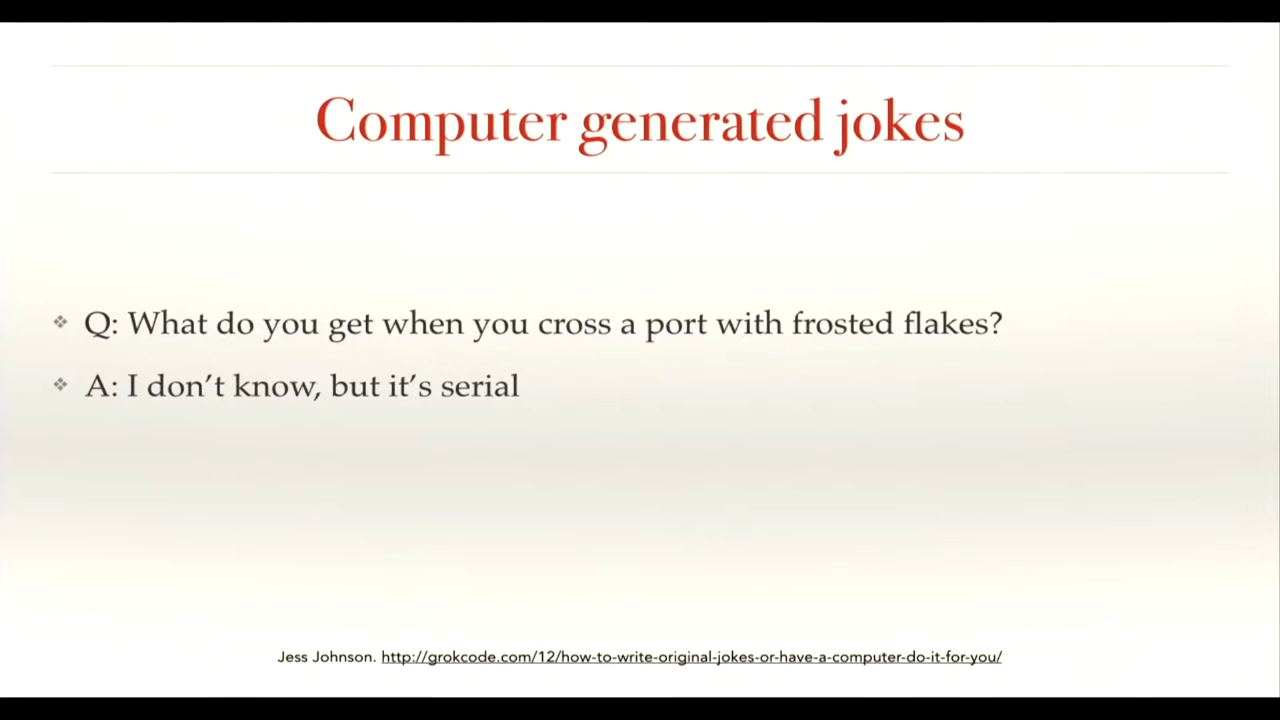 Computer generated jokes
❖ Q: What do you get when you cross a port with frosted flakes?
❖ A: I don’t know, but it’s serial
Jess Johnson. http://grokcode.com/12/how-to-write-original-jokes-or-have-a-computer-do-it-for-you/